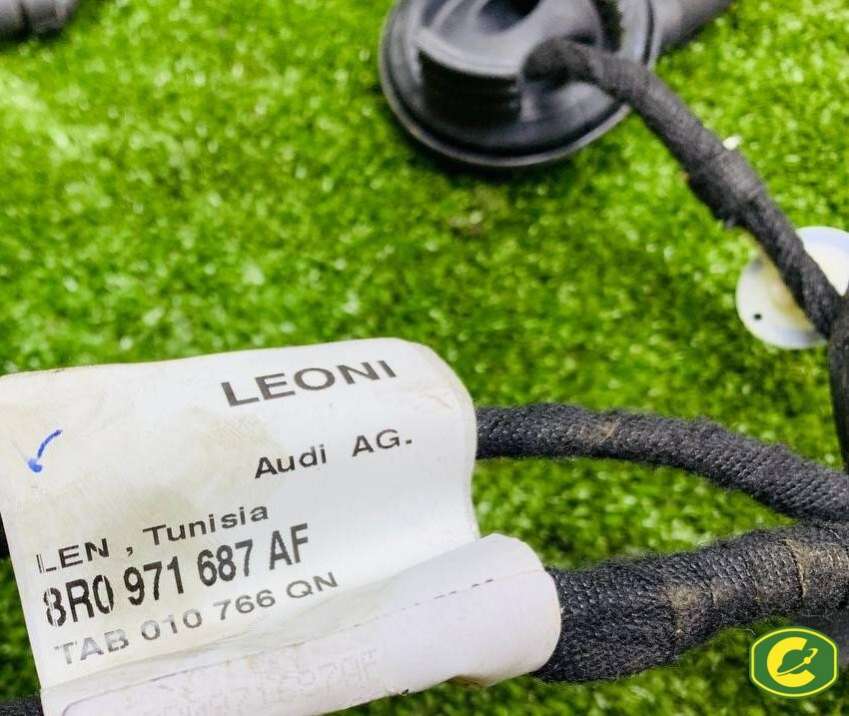 LEONI
Audi AG.
LEN , Tunisia
8R0 971 687 AF
TAB 010 766 QN